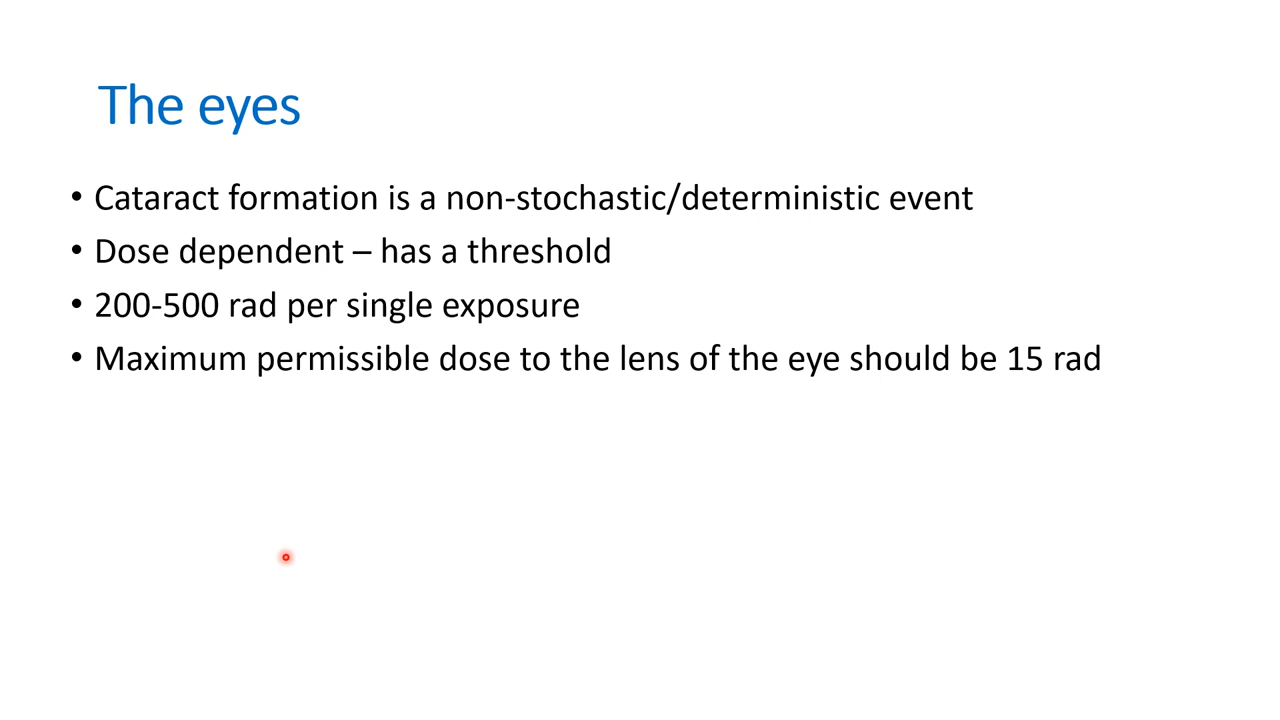 The eyes
• Cataract formation is a non-stochastic/deterministic event
• Dose dependent – has a threshold
• 200-500 rad per single exposure
• Maximum permissible dose to the lens of the eye should be 15 rad